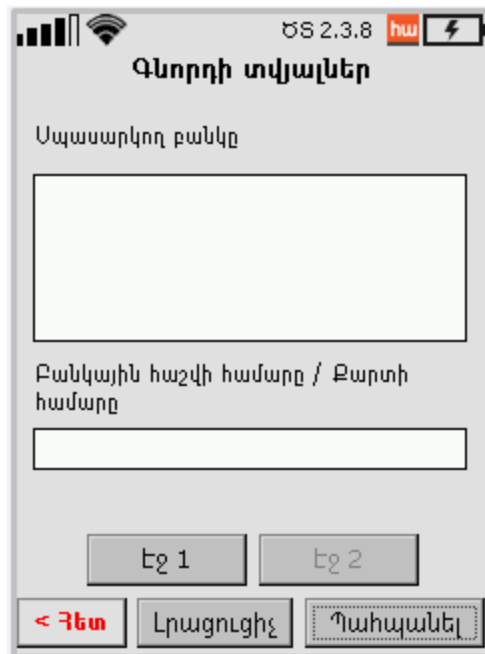 ԾՏ 2.3.8 հա
Գնորդի տվյալներ
Սպասարկող բանկը
Բանկային հաշվի համարը / Քարտի
համարը
Էջ 1 Էջ 2
< Հետ Լրացուցիչ Պահպանել